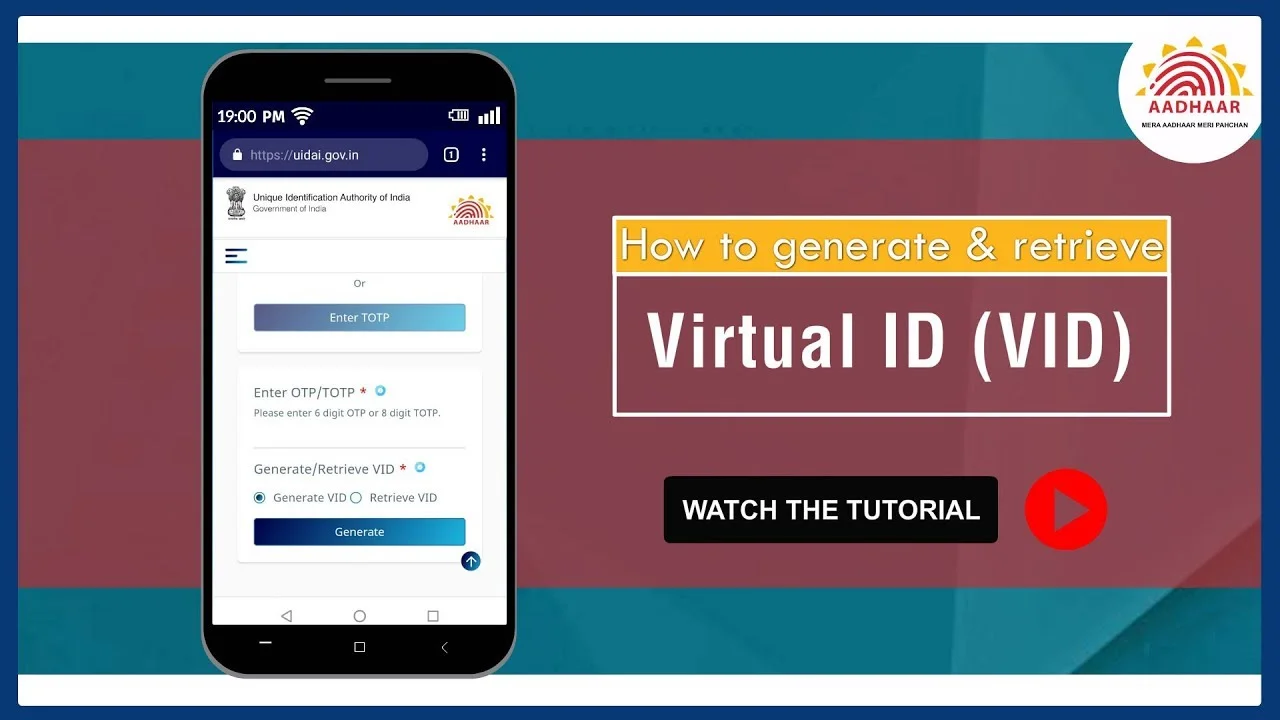 19:00 PM
https://uidai.gov.in
1
Unique Identification Authority of India
Government of India
AADHAAR
Or
Enter TOTP
Enter OTP/TOTP *
Please enter 6 digit OTP or 8 digit TOTP.
Generate/Retrieve VID *
Generate VID Retrieve VID
Generate
AADHAAR
MERA AADHAAR MERI PAHCHAN
How to generate & retrieve
Virtual ID (VID)
WATCH THE TUTORIAL